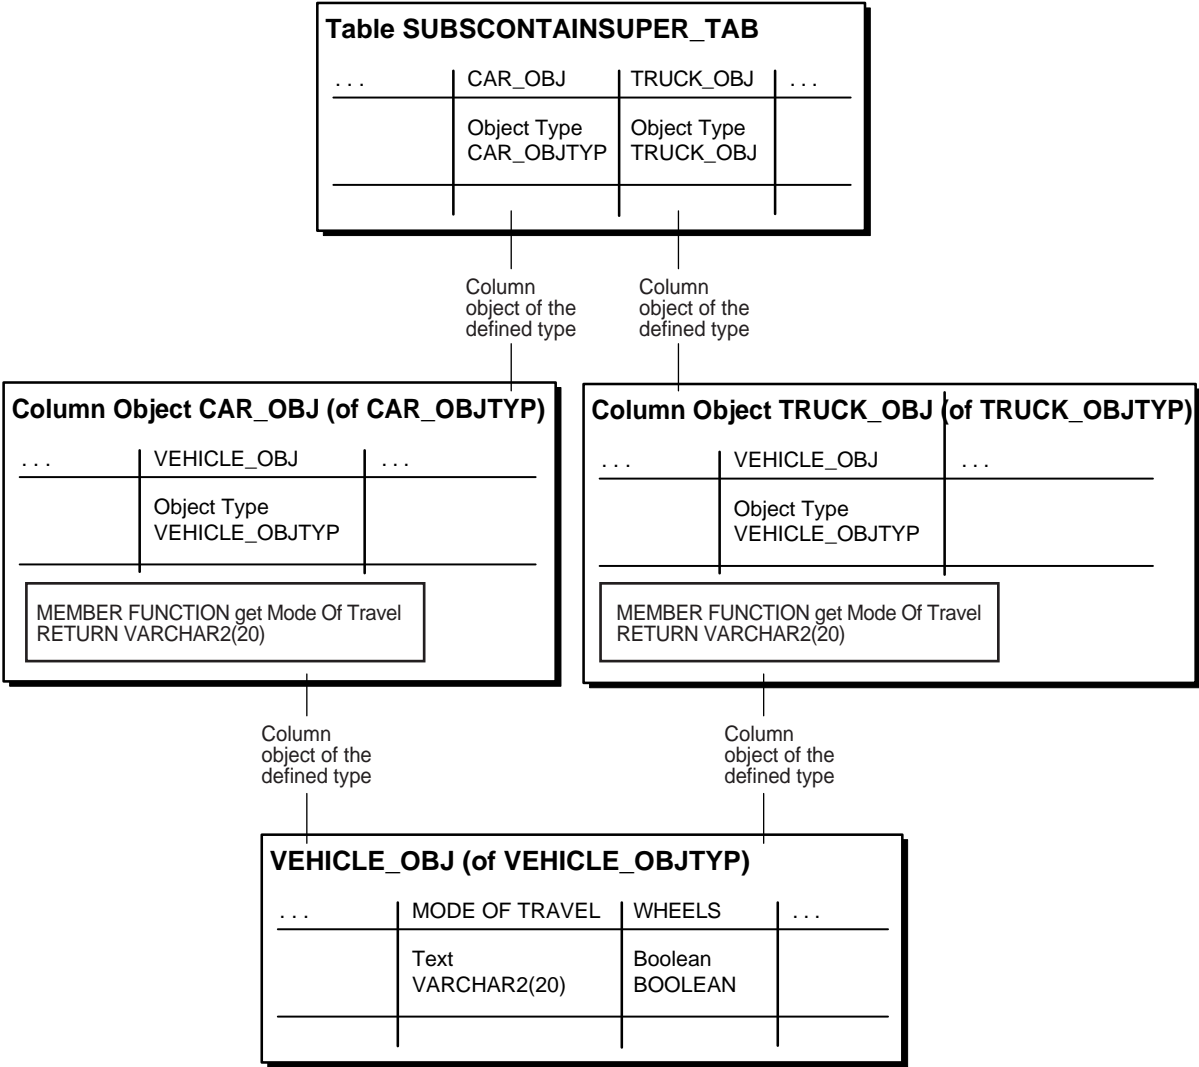 Table SUBSCONTAINSUPER_TAB
. . . CAR_OBJ TRUCK_OBJ . . .
Object Type Object Type
CAR_OBJTYP TRUCK_OBJ
Column Column
object of the object of the
defined type defined type
Column Object CAR_OBJ (of CAR_OBJTYP)
. . . VEHICLE_OBJ . . .
Object Type
VEHICLE_OBJTYP
MEMBER FUNCTION get Mode Of Travel
RETURN VARCHAR2(20)
Column Object TRUCK_OBJ (of TRUCK_OBJTYP)
. . . VEHICLE_OBJ . . .
Object Type
VEHICLE_OBJTYP
MEMBER FUNCTION get Mode Of Travel
RETURN VARCHAR2(20)
Column Column
object of the object of the
defined type defined type
VEHICLE_OBJ (of VEHICLE_OBJTYP)
. . . MODE OF TRAVEL WHEELS . . .
Text Boolean
VARCHAR2(20) BOOLEAN